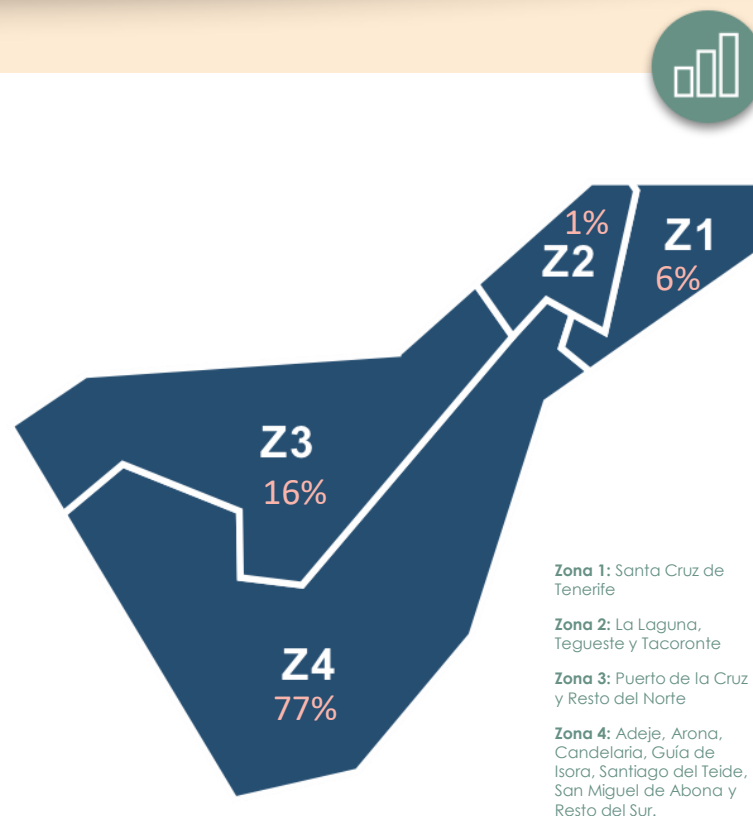 1%
Z2
Z1
6%
Z3
16%
Z4
77%
Zona 1: Santa Cruz de
Tenerife
Zona 2: La Laguna,
Tegueste y Tacoronte
Zona 3: Puerto de la Cruz
y Resto del Norte
Zona 4: Adeje, Arona,
Candelaria, Guía de
Isora, Santiago del Teide,
San Miguel de Abona y
Resto del Sur.